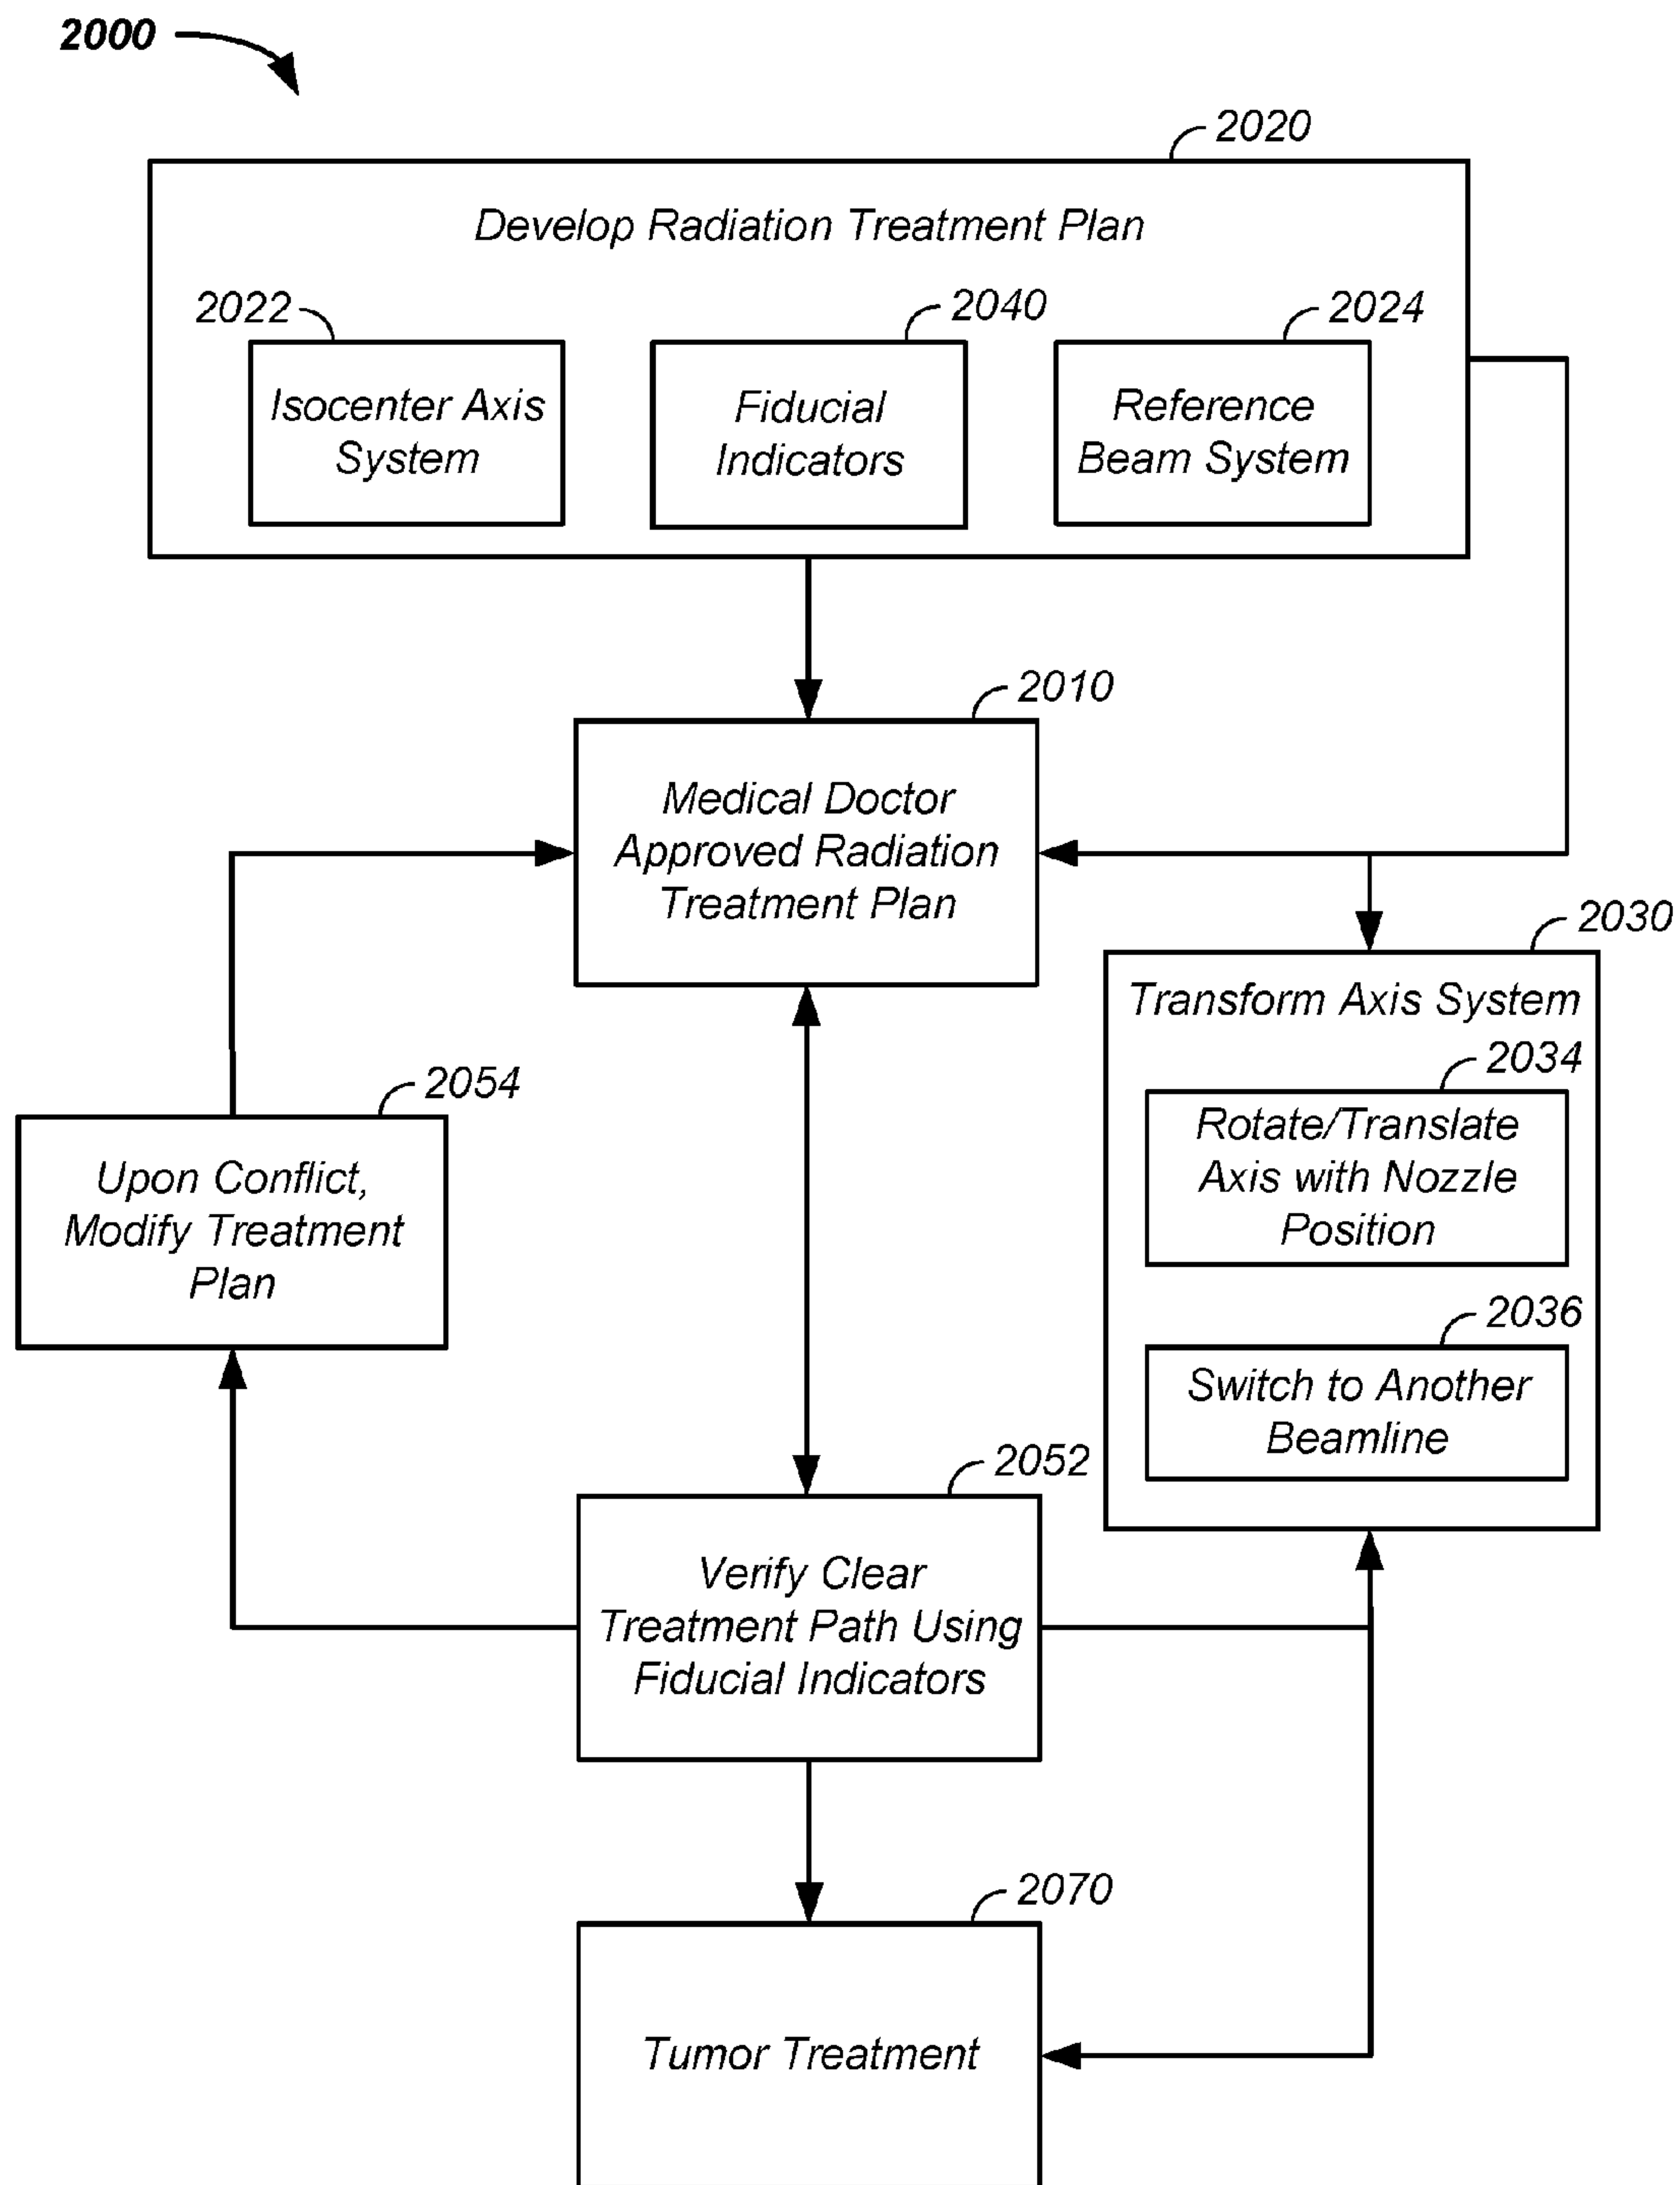 2000
2020
Develop Radiation Treatment Plan
2022
2040
2024
Isocenter Axis
System
Fiducial
Indicators
Reference
Beam System
2010
Medical Doctor
Approved Radiation
Treatment Plan
2030
Transform Axis System
2034
Rotate/Translate
Axis with Nozzle
Position
2036
Switch to Another
Beamline
2054
Upon Conflict,
Modify Treatment
Plan
2052
Verify Clear
Treatment Path Using
Fiducial Indicators
2070
Tumor Treatment